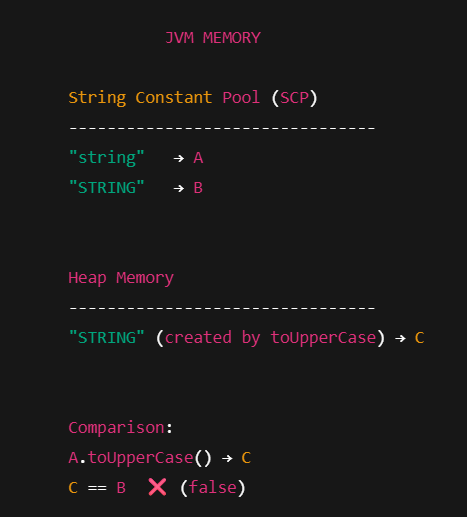 JVM MEMORY
String Constant Pool (SCP)
--------------------------------
"string" → A
"STRING" → B
Heap Memory
--------------------------------
"STRING" (created by toUpperCase) → C
Comparison:
A.toUpperCase() → C
C == B ❌ (false)